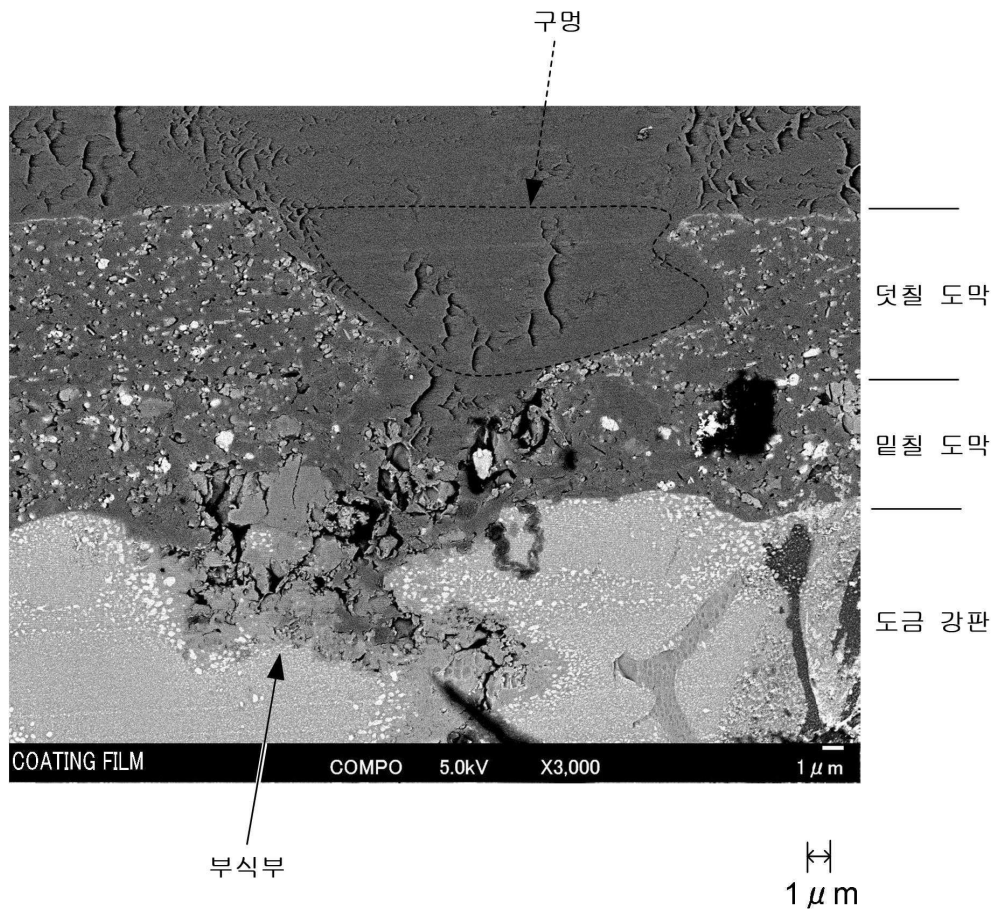 구멍
덧칠 도막
밑칠 도막
도금 강판
COATING FILM COMPO 5.0kV X3,000 1 μm
부식부
1 μm